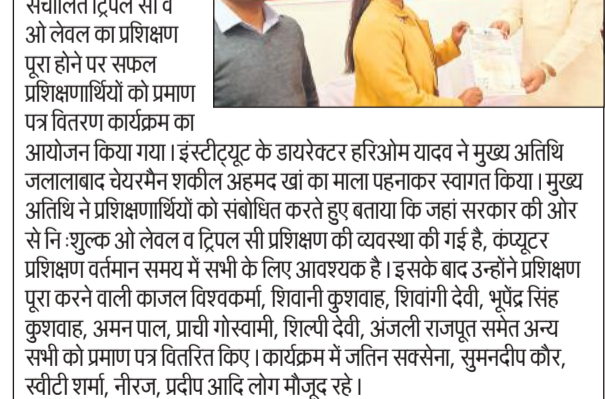 संचालित ट्रिपल सी व
ओ लेवल का प्रशिक्षण
पूरा होने पर सफल
प्रशिक्षणार्थियों को प्रमाण
पत्र वितरण कार्यक्रम का
आयोजन किया गया। इंस्टीट्यूट के डायरेक्टर हरिओम यादव ने मुख्य अतिथि
जलालाबाद चेयरमैन शकील अहमद खां का माला पहनाकर स्वागत किया। मुख्य
अतिथि ने प्रशिक्षणार्थियों को संबोधित करते हुए बताया कि जहां सरकार की ओर
से नि :शुल्क ओ लेवल व ट्रिपल सी प्रशिक्षण की व्यवस्था की गई है, कंप्यूटर
प्रशिक्षण वर्तमान समय में सभी के लिए आवश्यक है। इसके बाद उन्होंने प्रशिक्षण
पूरा करने वाली काजल विश्वकर्मा, शिवानी कुशवाह, शिवांगी देवी, भूपेंद्र सिंह
कुशवाह, अमन पाल, प्राची गोस्वामी, शिल्पी देवी, अंजली राजपूत समेत अन्य
सभी को प्रमाण पत्र वितरित किए। कार्यक्रम में जतिन सक्सेना, सुमनदीप कौर,
स्वीटी शर्मा, नीरज, प्रदीप आदि लोग मौजूद रहे।